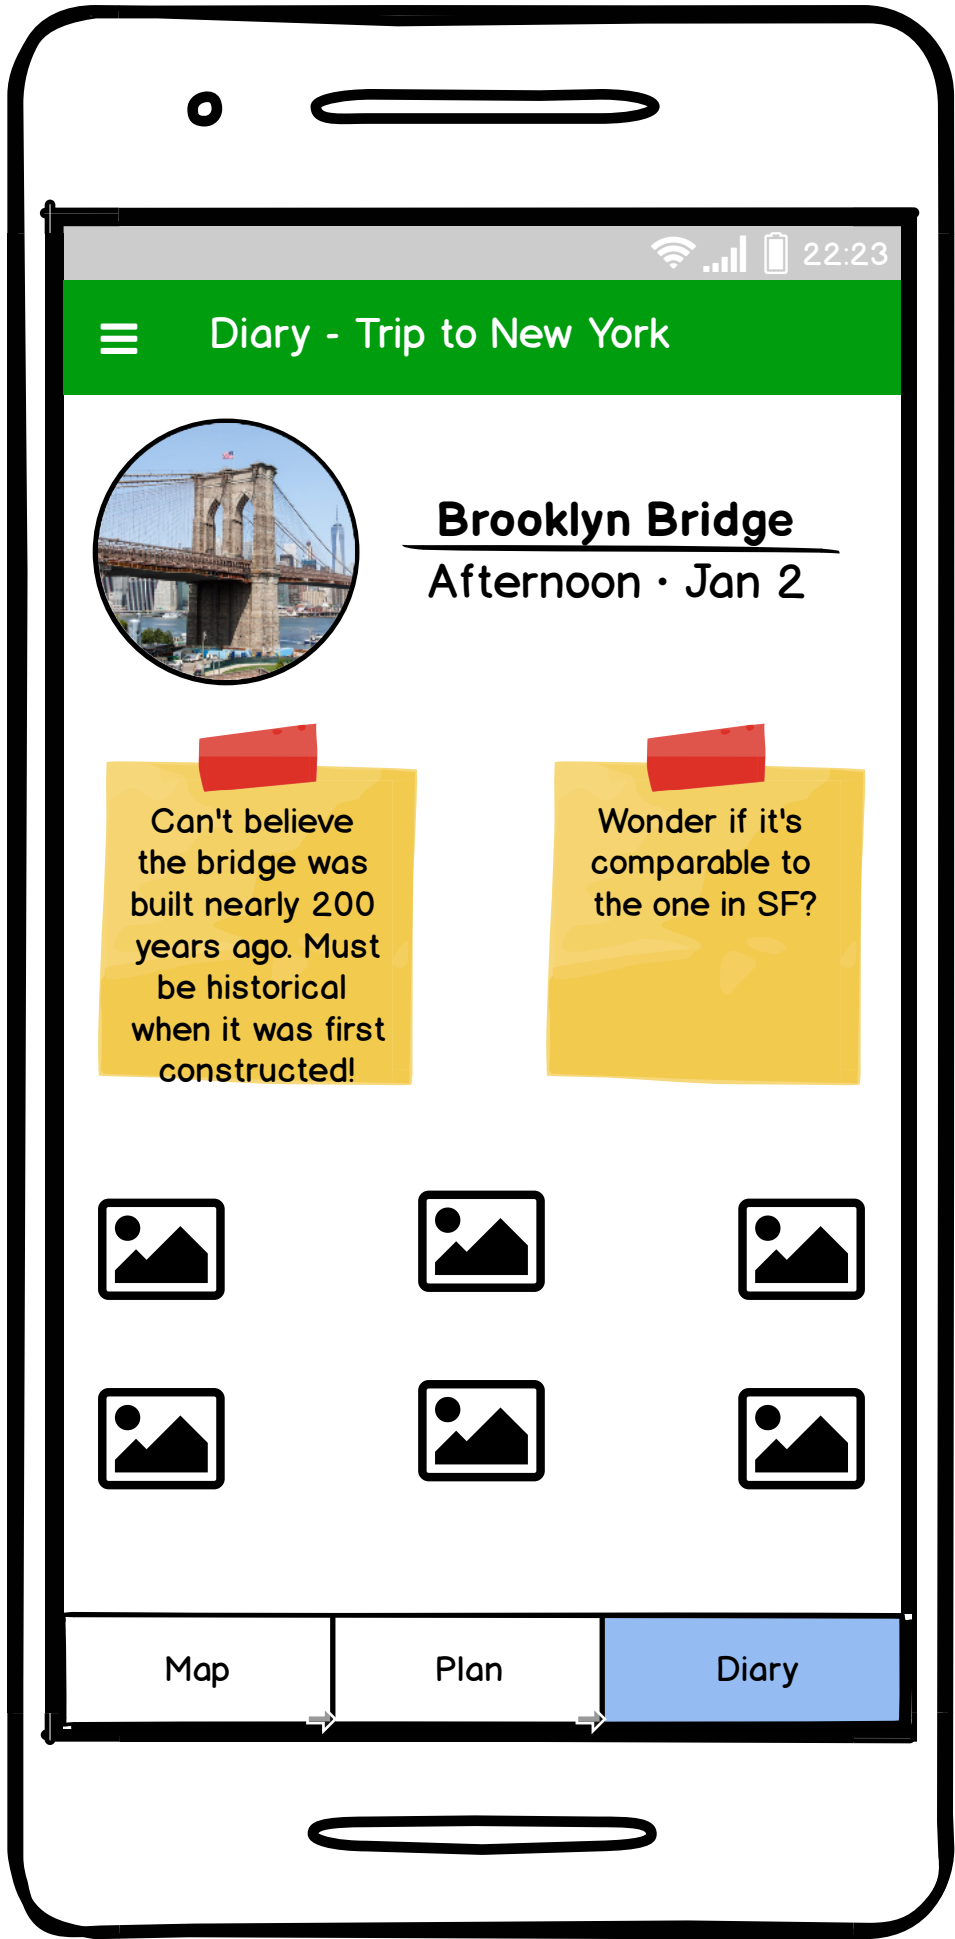 22:23
Diary - Trip to New York
Brooklyn Bridge
Afternoon · Jan 2
Can't believe
the bridge was
built nearly 200
years ago. Must
be historical
when it was first
constructed!
Wonder if it's
comparable to
the one in SF?
Map
Plan
Diary